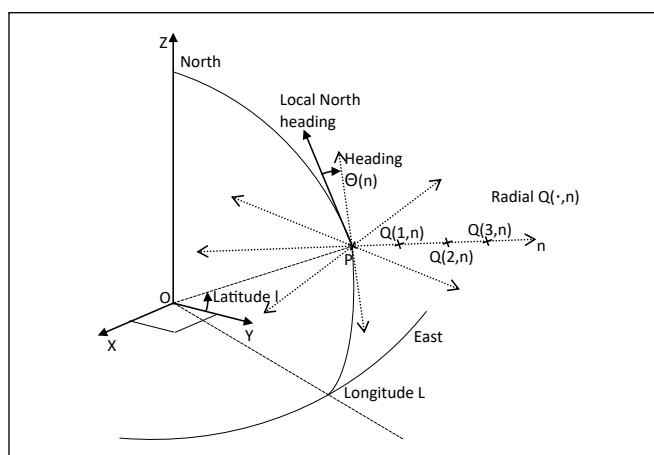 Z
North
Local North
heading
Heading
Θ(n)
Radial Q(·,n)
Q(1,n)
Q(2,n)
Q(3,n)
n
P
O
Latitude l
X
Y
East
Longitude L